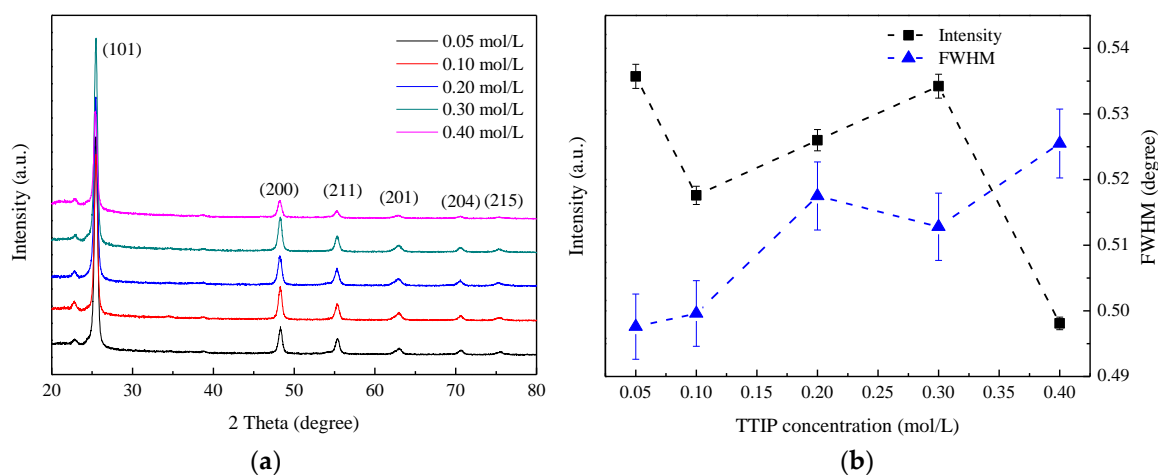 (101)
0.05 mol/L
0.10 mol/L
0.20 mol/L
0.30 mol/L
0.40 mol/L
(200)
(211)
(201)
(204)
(215)
Intensity (a.u.)
20 30 40 50 60 70 80
2 Theta (degree)
(a)
Intensity
FWHM
Intensity (a.u.)
0.54
0.53
0.52
0.51
0.50
0.49
FWHM (degree)
0.05 0.10 0.15 0.20 0.25 0.30 0.35 0.40
TTIP concentration (mol/L)
(b)